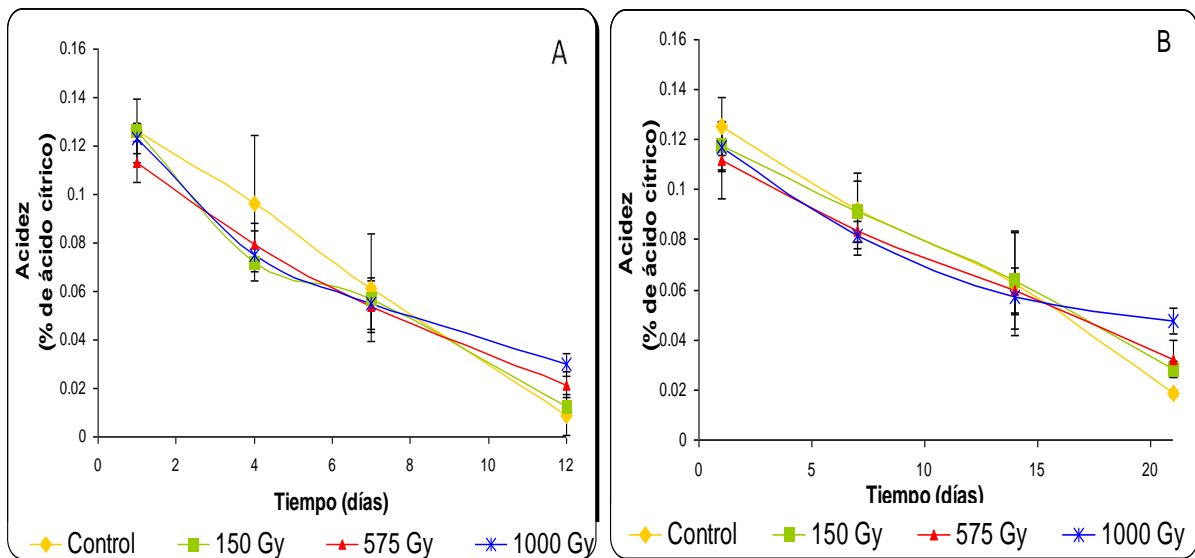 A
0.16
0.14
0.12
0.1
0.08
0.06
0.04
0.02
0
Acidez
(% de ácido cítrico)
0 2 4 6 8 10 12
Tiempo (días)
Control 150 Gy 575 Gy 1000 Gy
B
0.16
0.14
0.12
0.1
0.08
0.06
0.04
0.02
0
Acidez
(% de ácido cítrico)
0 5 10 15 20
Tiempo (días)
Control 150 Gy 575 Gy 1000 Gy